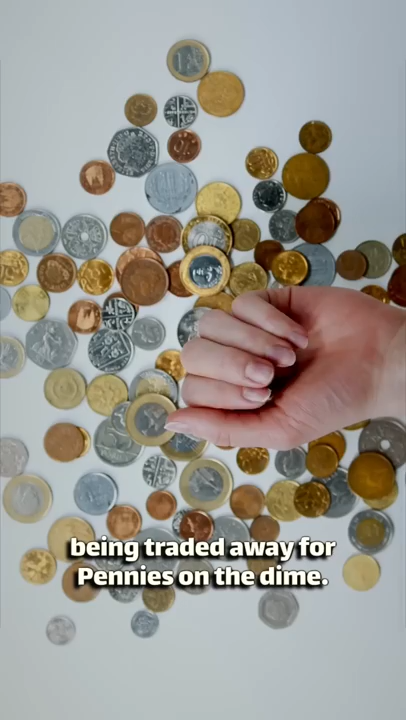 being traded away for
Pennies on the dime.